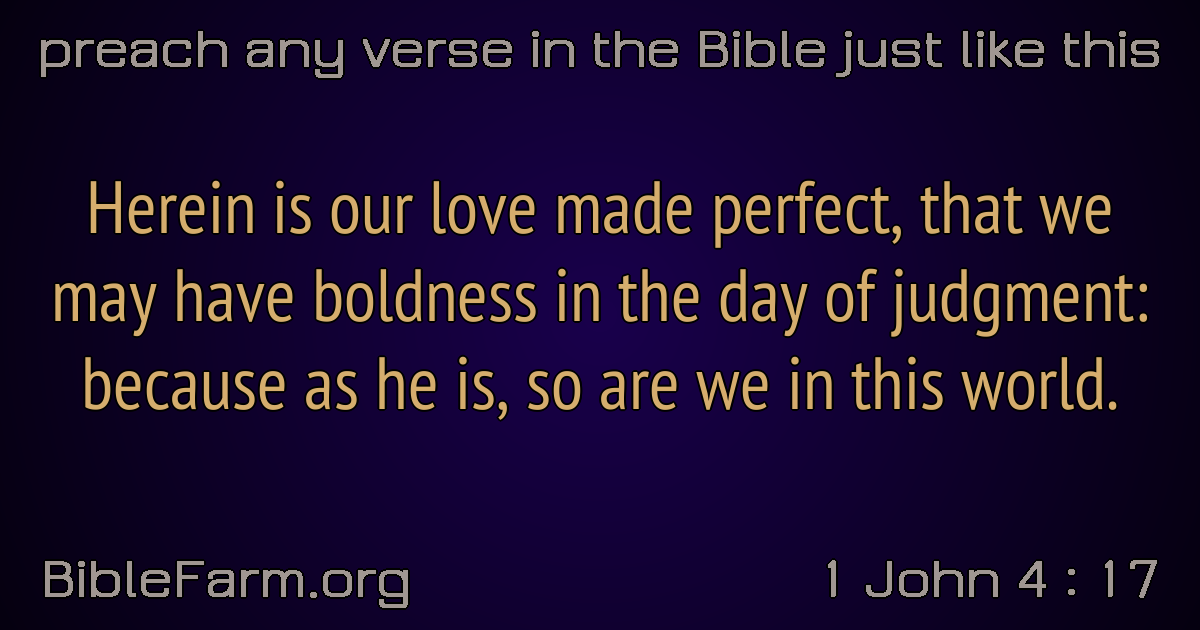 preach any verse in the Bible just like this
Herein is our love made perfect, that we
may have boldness in the day of judgment:
because as he is, so are we in this world.
BibleFarm.org
1 John 4 : 17